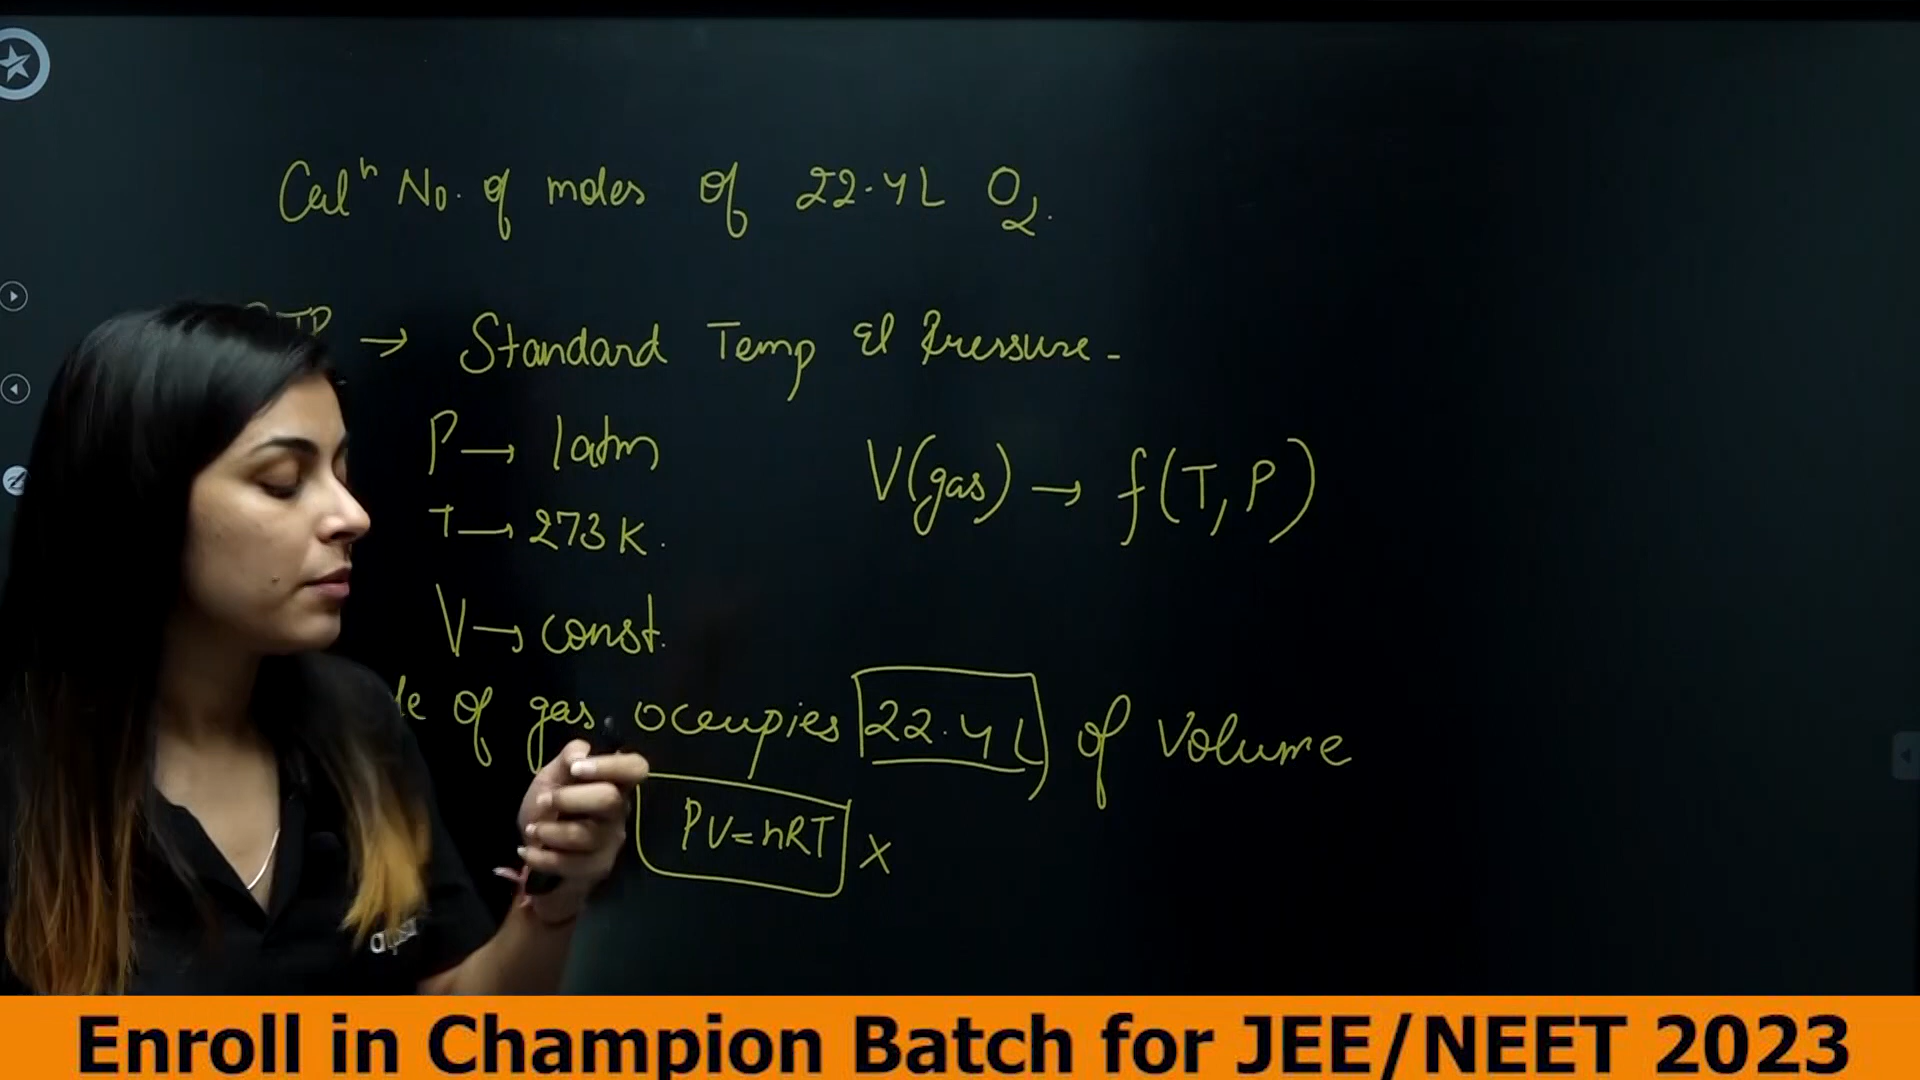 Calⁿ No. of moles of 22.4L O₂.
→ Standard Temp & Pressure -
P → 1atm
V(gas) → f(T, P)
T → 273 K.
V → const.
of gas occupies 22.4 L of Volume
PV=nRT x
Enroll in Champion Batch for JEE/NEET 2023